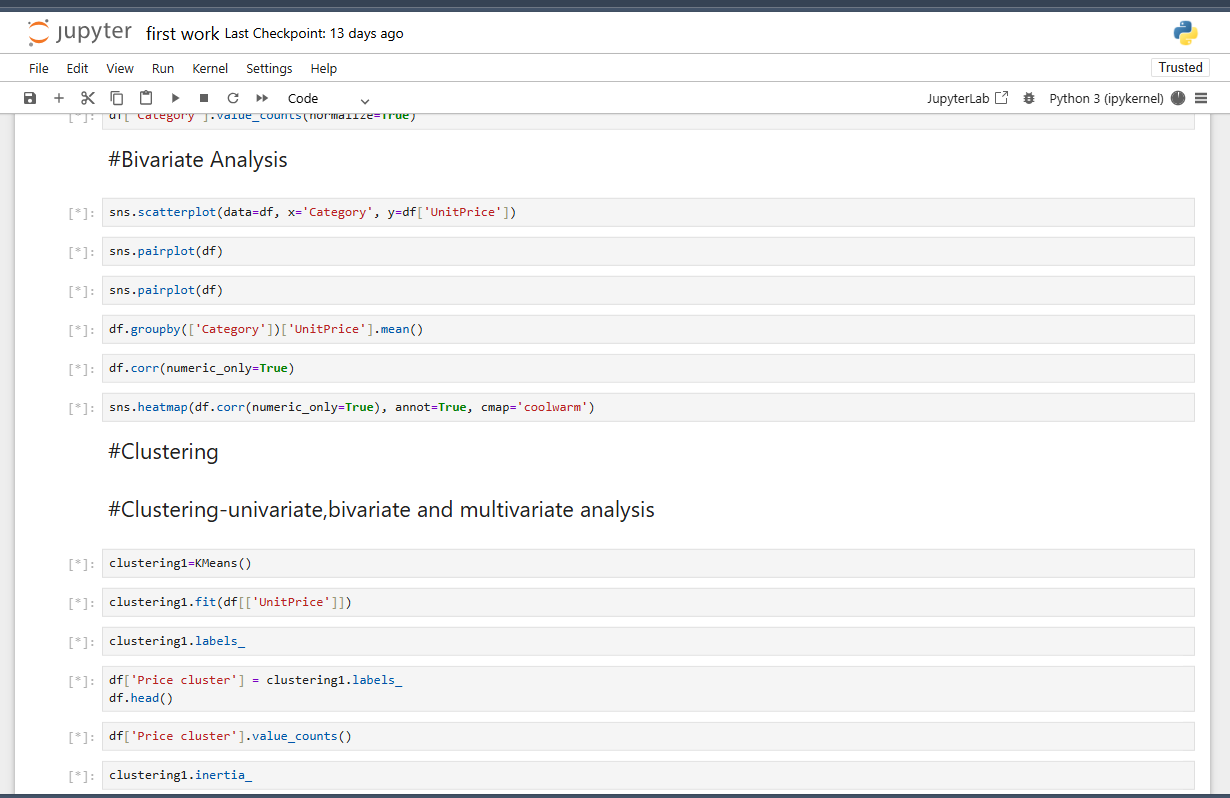 jupyter first work Last Checkpoint: 13 days ago
File Edit View Run Kernel Settings Help Trusted
Code JupyterLab Python 3 (ipykernel)
[*]: df['Category'].value_counts(normalize=True)
#Bivariate Analysis
[*]: sns.scatterplot(data=df, x='Category', y=df['UnitPrice'])
[*]: sns.pairplot(df)
[*]: sns.pairplot(df)
[*]: df.groupby(['Category'])['UnitPrice'].mean()
[*]: df.corr(numeric_only=True)
[*]: sns.heatmap(df.corr(numeric_only=True), annot=True, cmap='coolwarm')
#Clustering
#Clustering-univariate,bivariate and multivariate analysis
[*]: clustering1=KMeans()
[*]: clustering1.fit(df[['UnitPrice']])
[*]: clustering1.labels_
[*]: df['Price cluster'] = clustering1.labels_
df.head()
[*]: df['Price cluster'].value_counts()
[*]: clustering1.inertia_